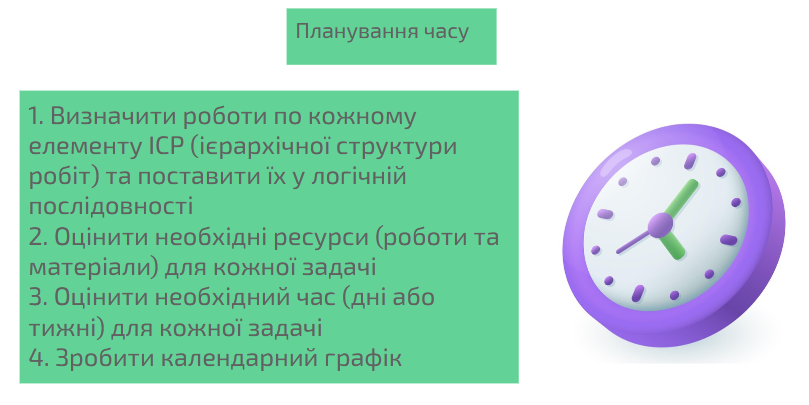 Планування часу
1. Визначити роботи по кожному
елементу ІСР (ієрархічної структури
робіт) та поставити їх у логічній
послідовності
2. Оцінити необхідні ресурси (роботи та
матеріали) для кожної задачі
3. Оцінити необхідний час (дні або
тижні) для кожної задачі
4. Зробити календарний графік